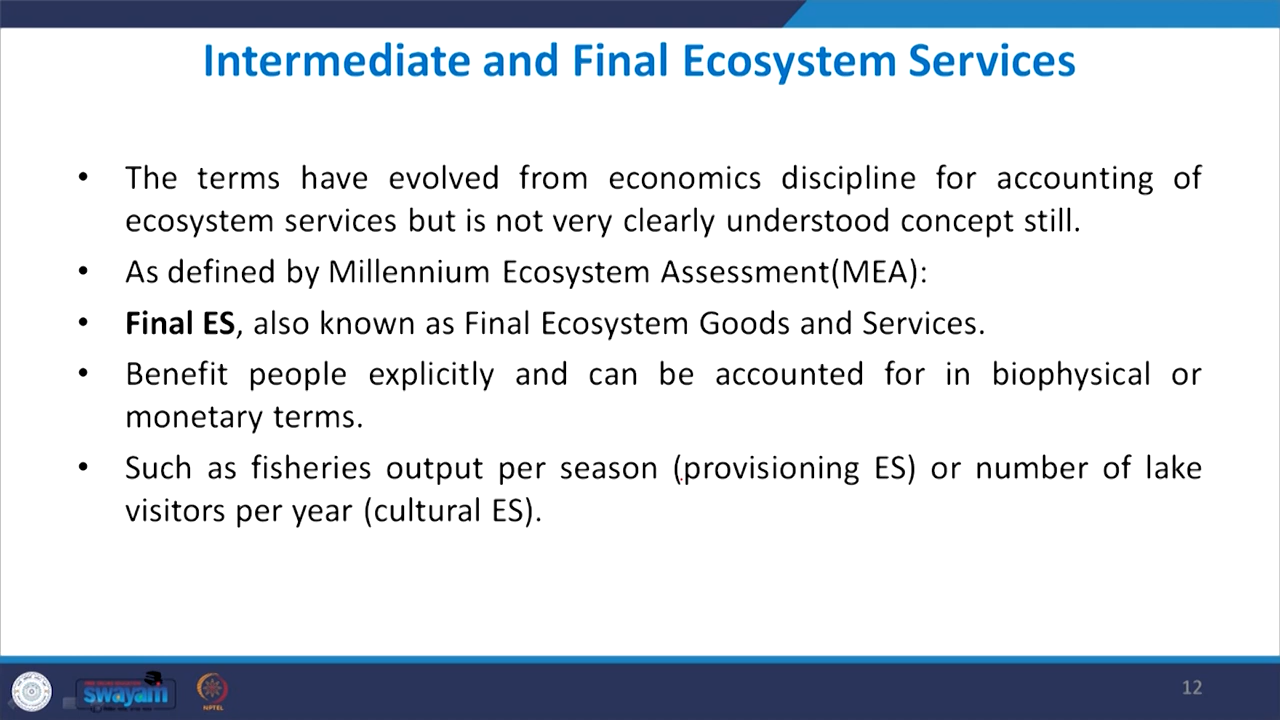 Intermediate and Final Ecosystem Services
• The terms have evolved from economics discipline for accounting of
ecosystem services but is not very clearly understood concept still.
• As defined by Millennium Ecosystem Assessment(MEA):
• Final ES, also known as Final Ecosystem Goods and Services.
• Benefit people explicitly and can be accounted for in biophysical or
monetary terms.
• Such as fisheries output per season (provisioning ES) or number of lake
visitors per year (cultural ES).
swayam
NPTEL
12